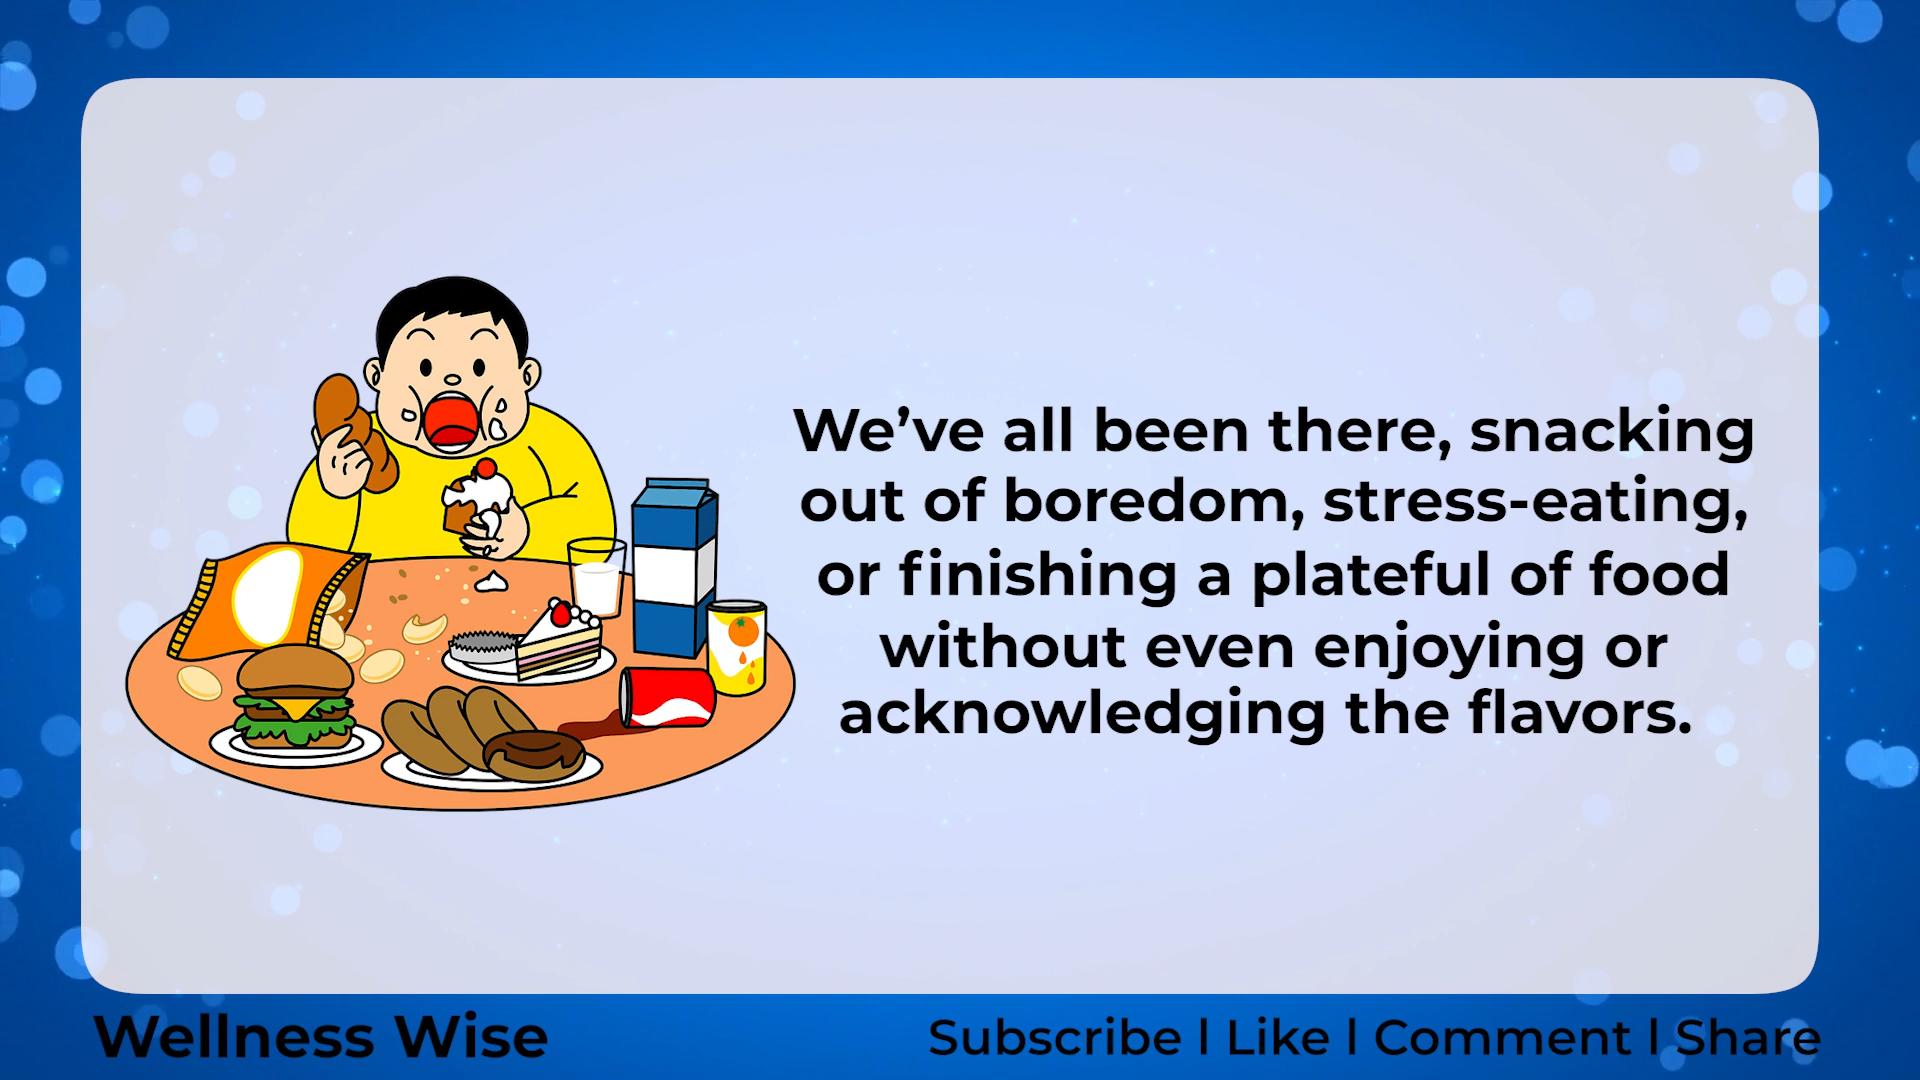 We’ve all been there, snacking
out of boredom, stress-eating,
or finishing a plateful of food
without even enjoying or
acknowledging the flavors.
Wellness Wise
Subscribe l Like l Comment l Share